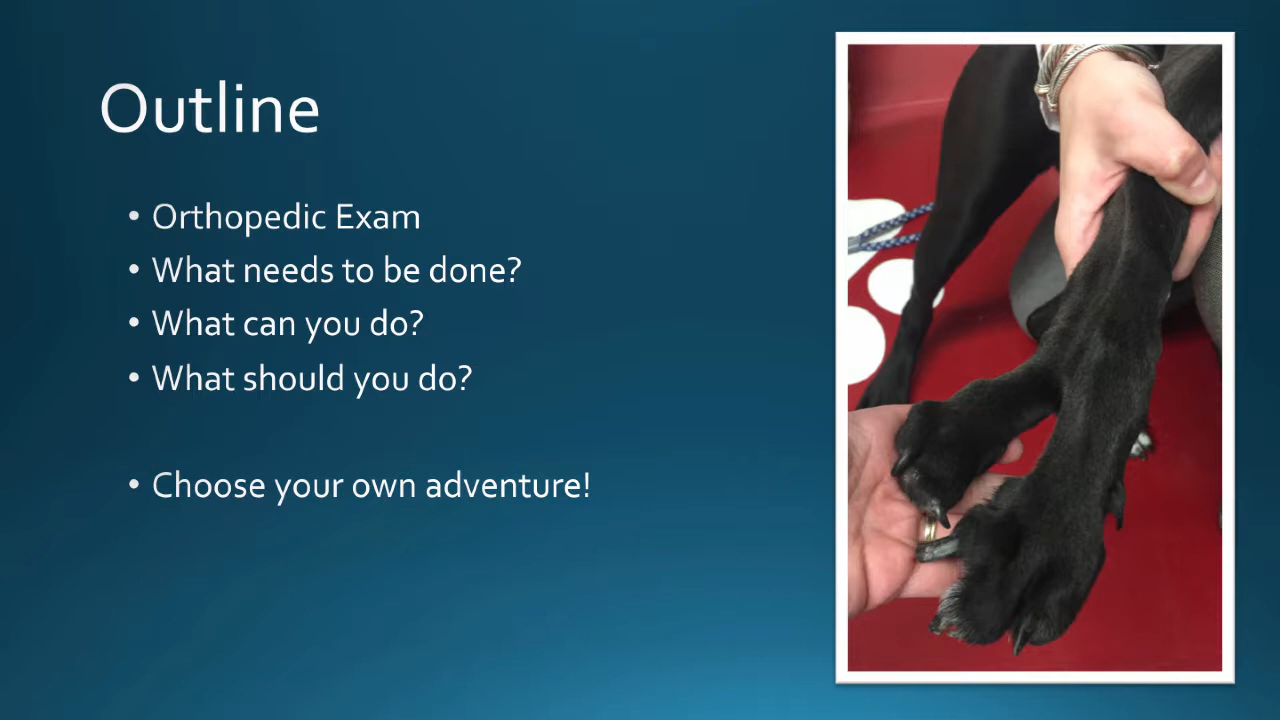 Outline
• Orthopedic Exam
• What needs to be done?
• What can you do?
• What should you do?
• Choose your own adventure!